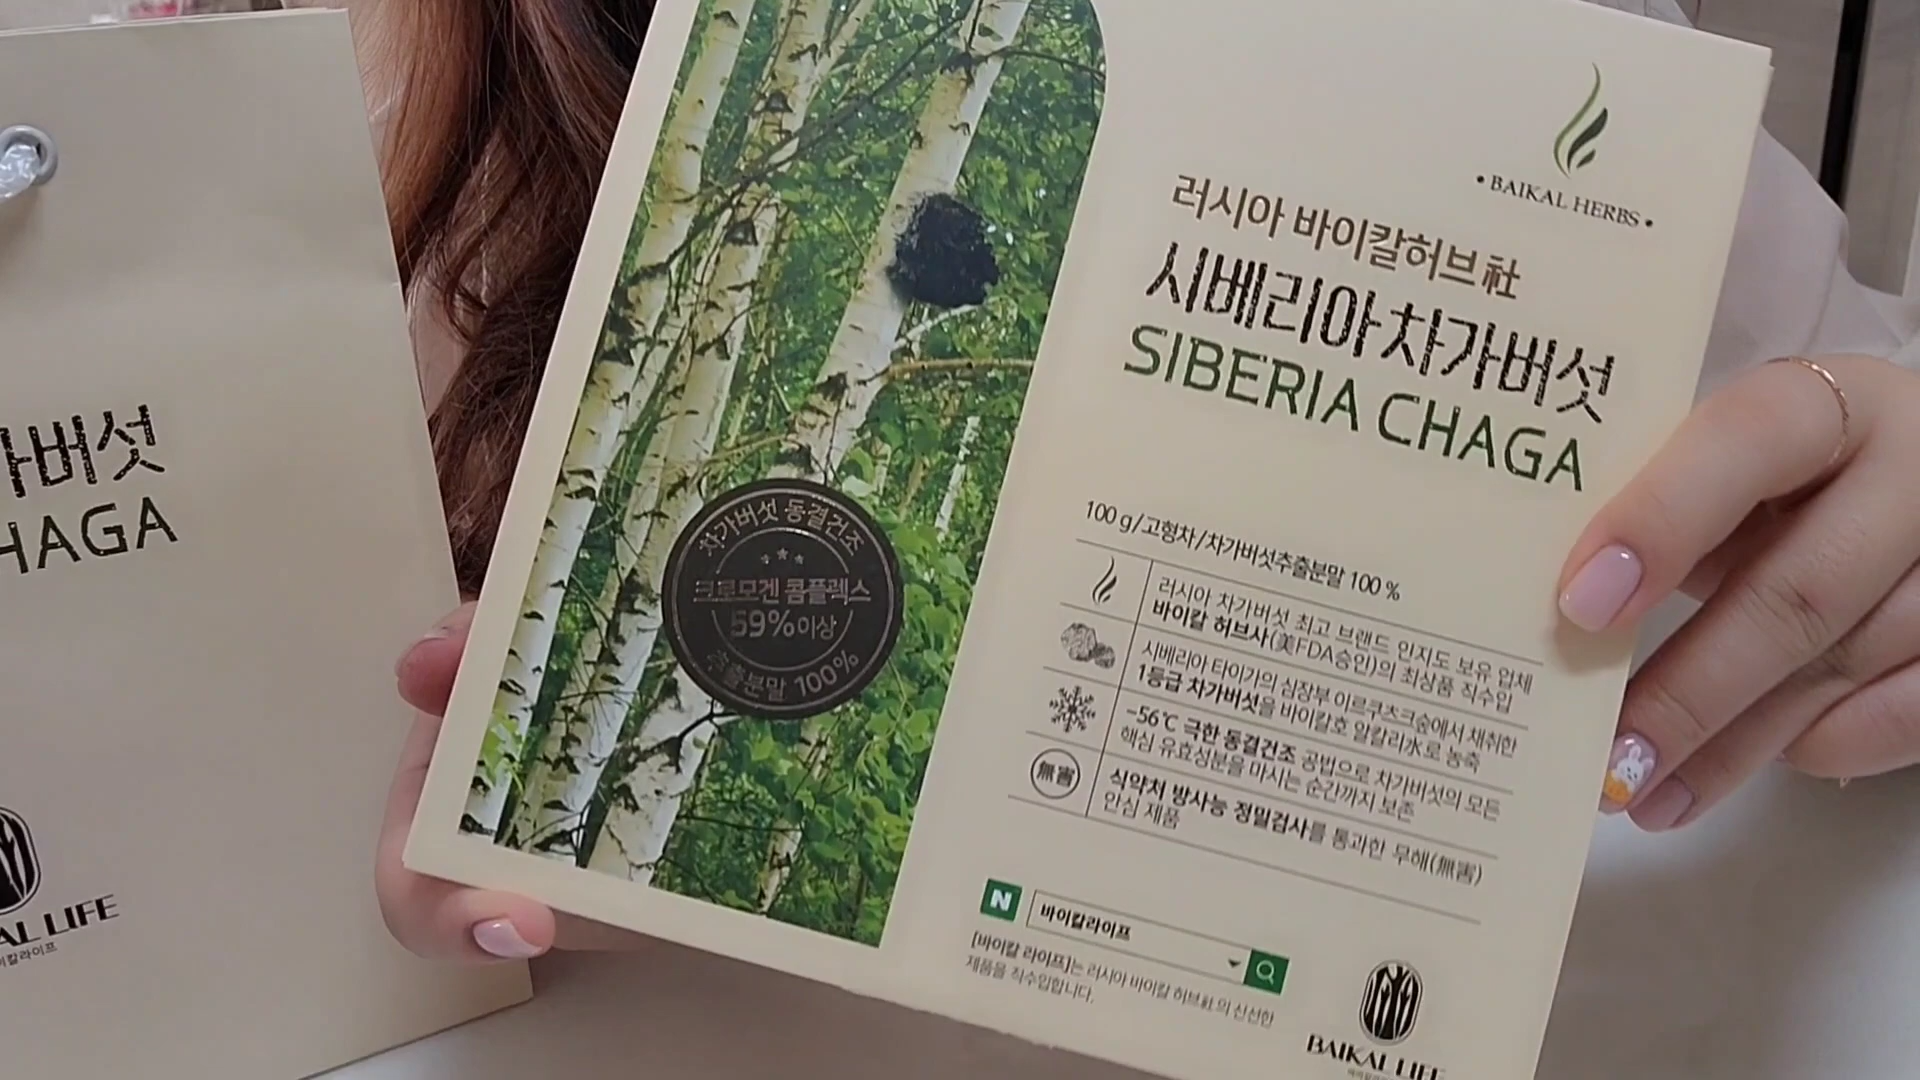 가버섯
HAGA
AL LIFE
이칼라이프
BAIKAL HERBS
러시아 바이칼허브社
시베리아 차가버섯
SIBERIA CHAGA
차가버섯 동결건조
크로모겐 콤플렉스
59%이상
추출분말 100%
100 g/고형차/차가버섯추출분말 100 %
러시아 차가버섯 최고 브랜드 인지도 보유 업체
바이칼 허브사(美FDA승인)의 최상품 직수입
시베리아 타이가의 심장부 이르쿠츠크숲에서 채취한
1등급 차가버섯을 바이칼호 알칼리水로 농축
-56℃ 극한 동결건조 공법으로 차가버섯의 모든
핵심 유효성분을 마시는 순간까지 보존
無害
식약처 방사능 정밀검사를 통과한 무해(無害)
안심 제품
N
바이칼라이프
[바이칼 라이프]는 러시아 바이칼 허브社의 신선한
제품을 직수입합니다.
BAIKAL LIFE